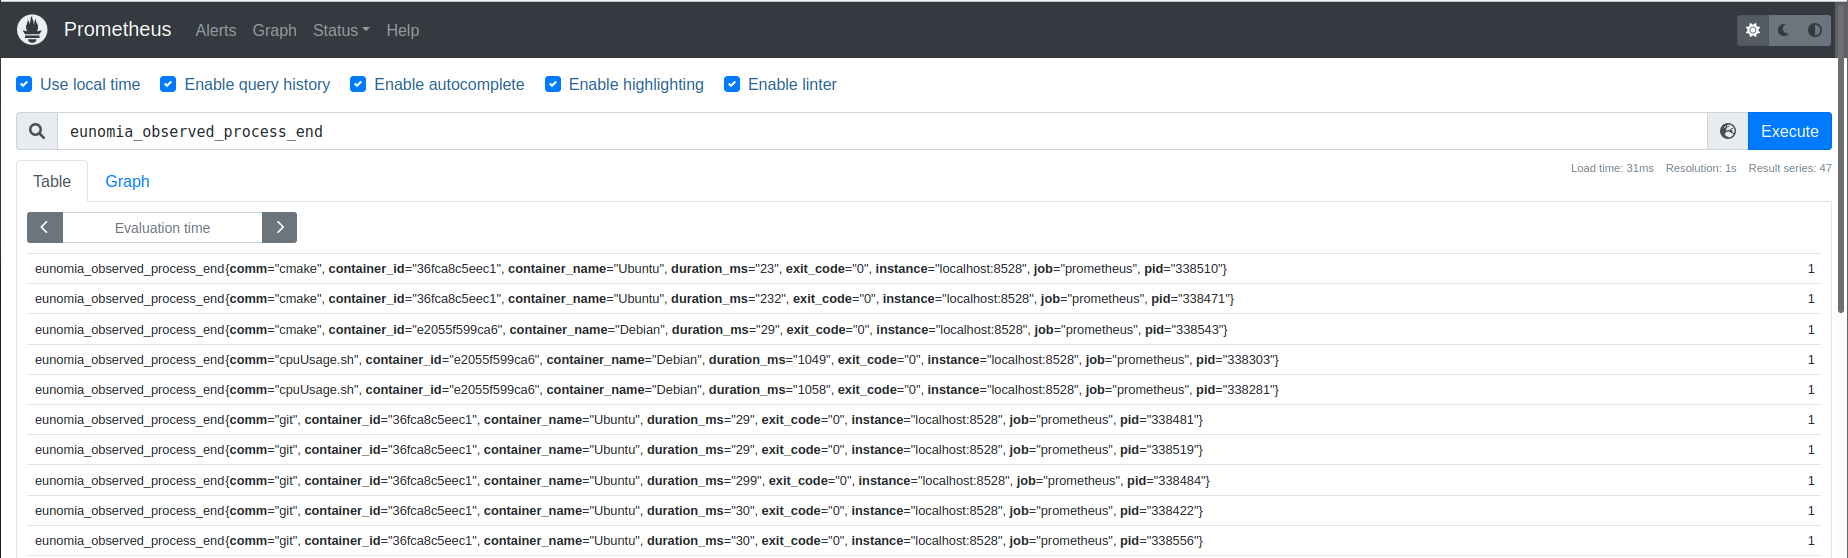 Prometheus Alerts Graph Status Help
Use local time Enable query history Enable autocomplete Enable highlighting Enable linter
eunomia_observed_process_end Execute
Table Graph Load time: 31ms Resolution: 1s Result series: 47
Evaluation time
eunomia_observed_process_end{comm="cmake", container_id="36fca8c5eec1", container_name="Ubuntu", duration_ms="23", exit_code="0", instance="localhost:8528", job="prometheus", pid="338510"} 1
eunomia_observed_process_end{comm="cmake", container_id="36fca8c5eec1", container_name="Ubuntu", duration_ms="232", exit_code="0", instance="localhost:8528", job="prometheus", pid="338471"} 1
eunomia_observed_process_end{comm="cmake", container_id="e2055f599ca6", container_name="Debian", duration_ms="29", exit_code="0", instance="localhost:8528", job="prometheus", pid="338543"} 1
eunomia_observed_process_end{comm="cpuUsage.sh", container_id="e2055f599ca6", container_name="Debian", duration_ms="1049", exit_code="0", instance="localhost:8528", job="prometheus", pid="338303"} 1
eunomia_observed_process_end{comm="cpuUsage.sh", container_id="e2055f599ca6", container_name="Debian", duration_ms="1058", exit_code="0", instance="localhost:8528", job="prometheus", pid="338281"} 1
eunomia_observed_process_end{comm="git", container_id="36fca8c5eec1", container_name="Ubuntu", duration_ms="29", exit_code="0", instance="localhost:8528", job="prometheus", pid="338481"} 1
eunomia_observed_process_end{comm="git", container_id="36fca8c5eec1", container_name="Ubuntu", duration_ms="29", exit_code="0", instance="localhost:8528", job="prometheus", pid="338519"} 1
eunomia_observed_process_end{comm="git", container_id="36fca8c5eec1", container_name="Ubuntu", duration_ms="299", exit_code="0", instance="localhost:8528", job="prometheus", pid="338484"} 1
eunomia_observed_process_end{comm="git", container_id="36fca8c5eec1", container_name="Ubuntu", duration_ms="30", exit_code="0", instance="localhost:8528", job="prometheus", pid="338422"} 1
eunomia_observed_process_end{comm="git", container_id="36fca8c5eec1", container_name="Ubuntu", duration_ms="30", exit_code="0", instance="localhost:8528", job="prometheus", pid="338556"} 1